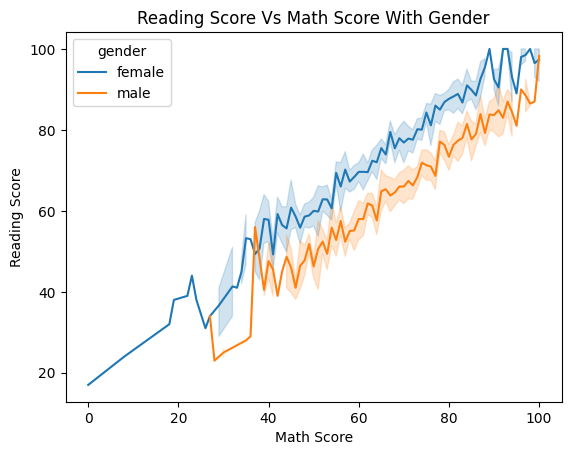 Reading Score Vs Math Score With Gender
gender
female
male
Reading Score
100
80
60
40
20
0
20
40
60
80
100
Math Score